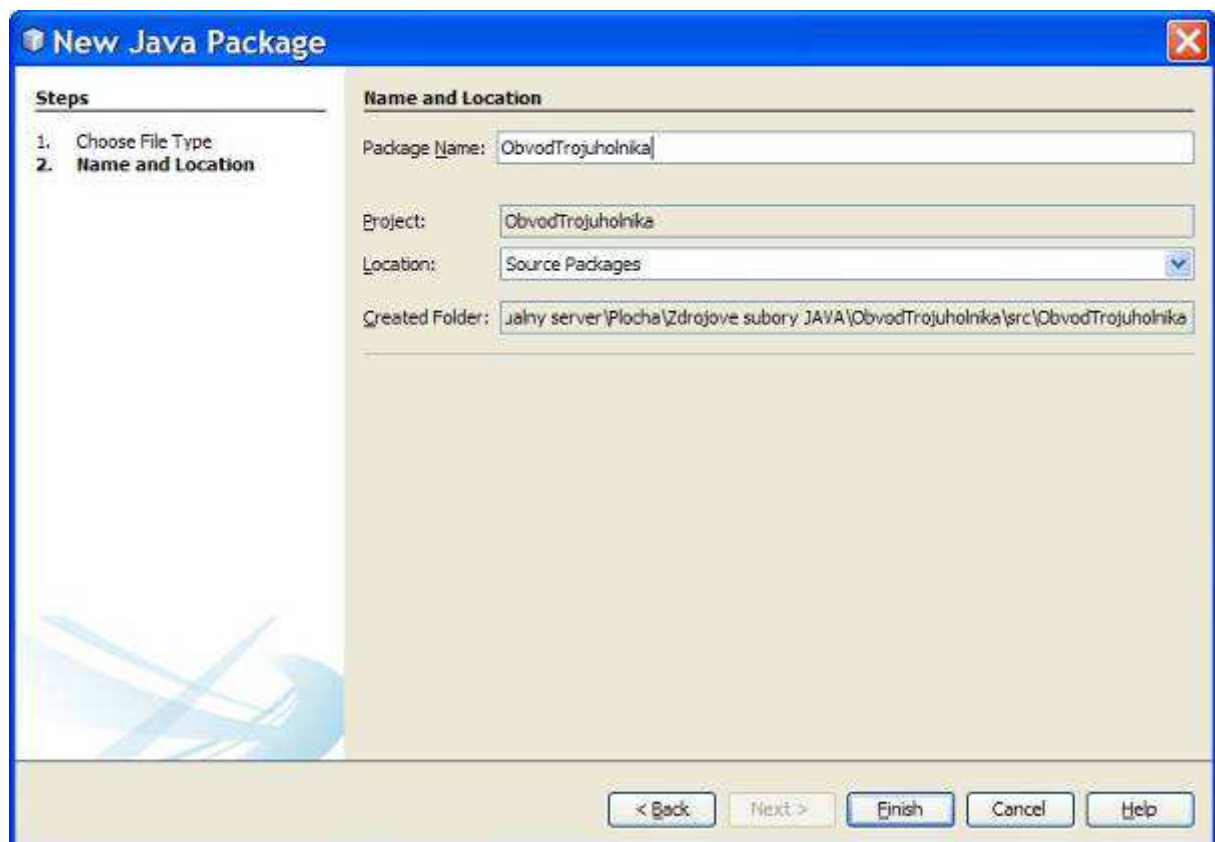 New Java Package
Steps
1. Choose File Type
2. Name and Location
Name and Location
Package Name: ObvodTrojuholnika
Project: ObvodTrojuholnika
Location: Source Packages
Created Folder: ualny server\Plocha\Zdrojove subory JAVA\ObvodTrojuholnika\src\ObvodTrojuholnika
< Back Next > Finish Cancel Help